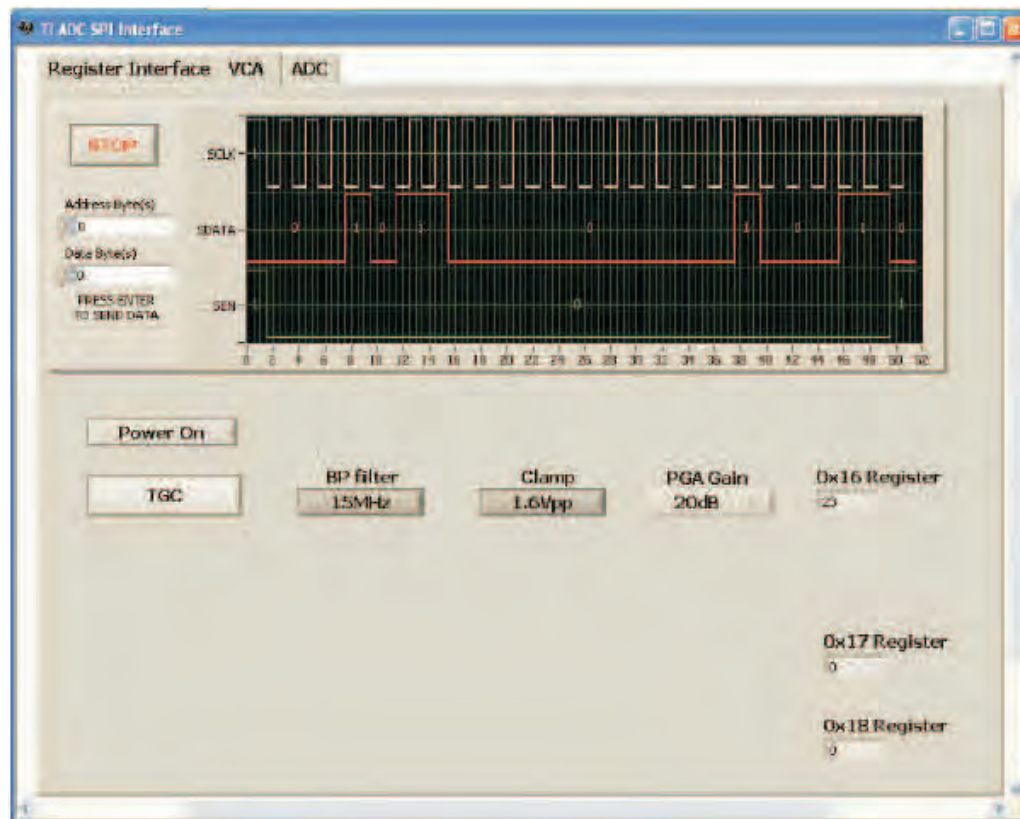 TI ADC SPI Interface
Register Interface VCA ADC
STOP
Address Byte(s)
0
Data Byte(s)
0
PRESS ENTER
TO SEND DATA
SCLK
1
SDATA
0 1 0 1 0 1 0 1 0
SEN
1 0 1
0 2 4 6 8 10 12 14 16 18 20 22 24 26 28 30 32 34 36 38 40 42 44 46 48 50 52
Power On
TGC
BP filter
15MHz
Clamp
1.6Vpp
PGA Gain
20dB
0x16 Register
0x17 Register
0
0x18 Register
0